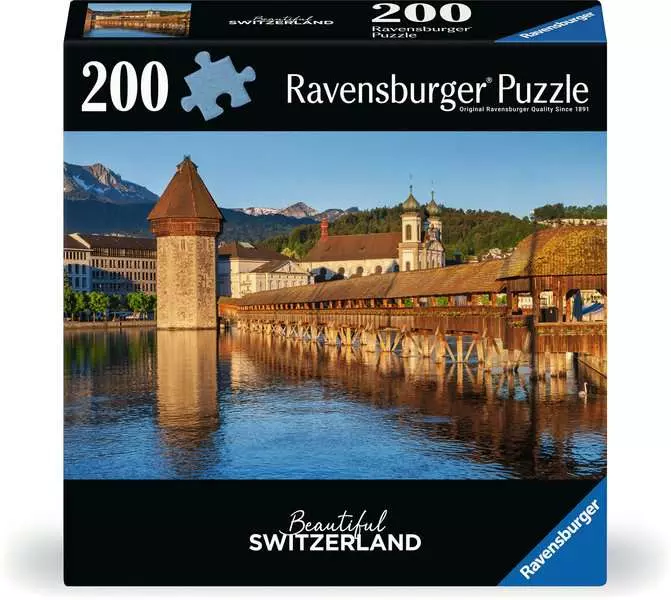 200
Ravensburger
Puzzle
Beautiful
SWITZERLAND
Ravensburger
200
Ravensburger® Puzzle
Original Ravensburger Quality Since 1891
Beautiful
SWITZERLAND
Ravensburger